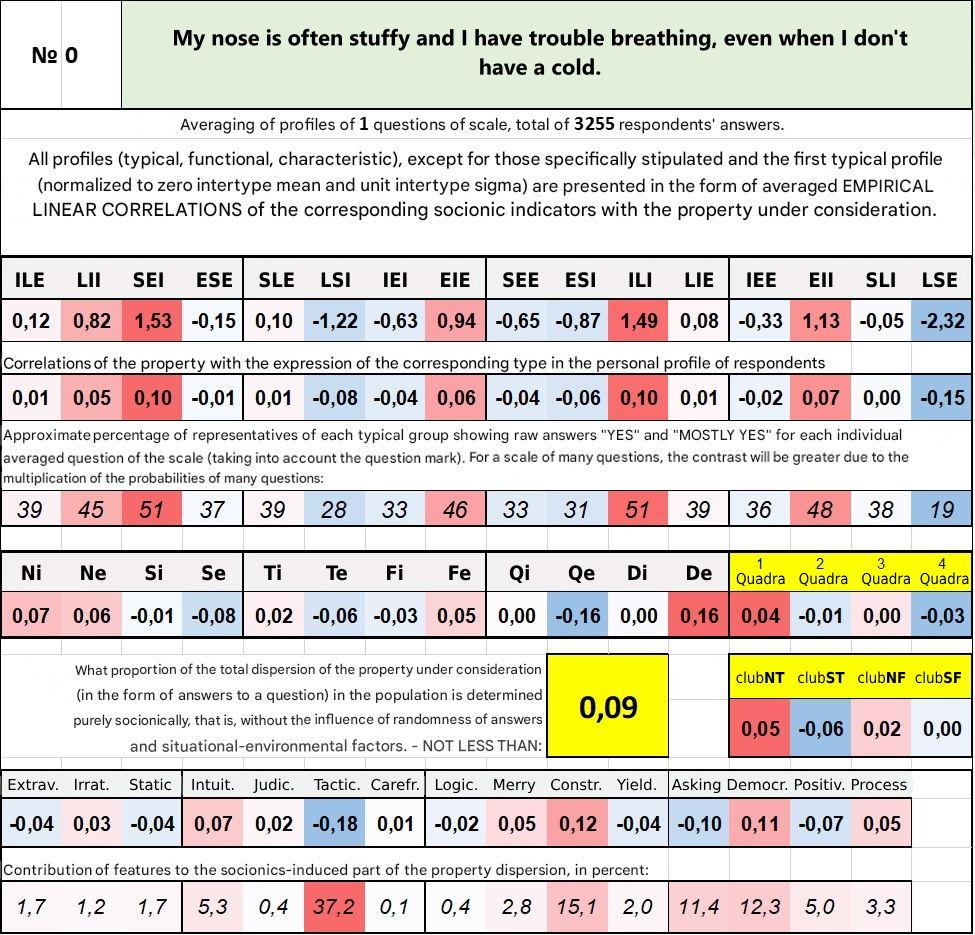 № 0
My nose is often stuffy and I have trouble breathing, even when I don't
have a cold.
Averaging of profiles of 1 questions of scale, total of 3255 respondents' answers.
All profiles (typical, functional, characteristic), except for those specifically stipulated and the first typical profile
(normalized to zero intertype mean and unit intertype sigma) are presented in the form of averaged EMPIRICAL
LINEAR CORRELATIONS of the corresponding socionic indicators with the property under consideration.
ILE LII SEI ESE SLE LSI IEI EIE SEE ESI ILI LIE IEE EII SLI LSE
0,12 0,82 1,53 -0,15 0,10 -1,22 -0,63 0,94 -0,65 -0,87 1,49 0,08 -0,33 1,13 -0,05 -2,32
Correlations of the property with the expression of the corresponding type in the personal profile of respondents
0,01 0,05 0,10 -0,01 0,01 -0,08 -0,04 0,06 -0,04 -0,06 0,10 0,01 -0,02 0,07 0,00 -0,15
Approximate percentage of representatives of each typical group showing raw answers "YES" and "MOSTLY YES" for each individual
averaged question of the scale (taking into account the question mark). For a scale of many questions, the contrast will be greater due to the
multiplication of the probabilities of many questions:
39 45 51 37 39 28 33 46 33 31 51 39 36 48 38 19
Ni Ne Si Se Ti Te Fi Fe Qi Qe Di De 1 2 3 4
Quadra Quadra Quadra Quadra
0,07 0,06 -0,01 -0,08 0,02 -0,06 -0,03 0,05 0,00 -0,16 0,00 0,16 0,04 -0,01 0,00 -0,03
What proportion of the total dispersion of the property under consideration
(in the form of answers to a question) in the population is determined
purely socionically, that is, without the influence of randomness of answers
and situational-environmental factors. - NOT LESS THAN:
0,09
clubNT clubST clubNF clubSF
0,05 -0,06 0,02 0,00
Extrav. Irrat. Static Intuit. Judic. Tactic. Carefr. Logic. Merry Constr. Yield. Asking Democr. Positiv. Process
-0,04 0,03 -0,04 0,07 0,02 -0,18 0,01 -0,02 0,05 0,12 -0,04 -0,10 0,11 -0,07 0,05
Contribution of features to the socionics-induced part of the property dispersion, in percent:
1,7 1,2 1,7 5,3 0,4 37,2 0,1 0,4 2,8 15,1 2,0 11,4 12,3 5,0 3,3